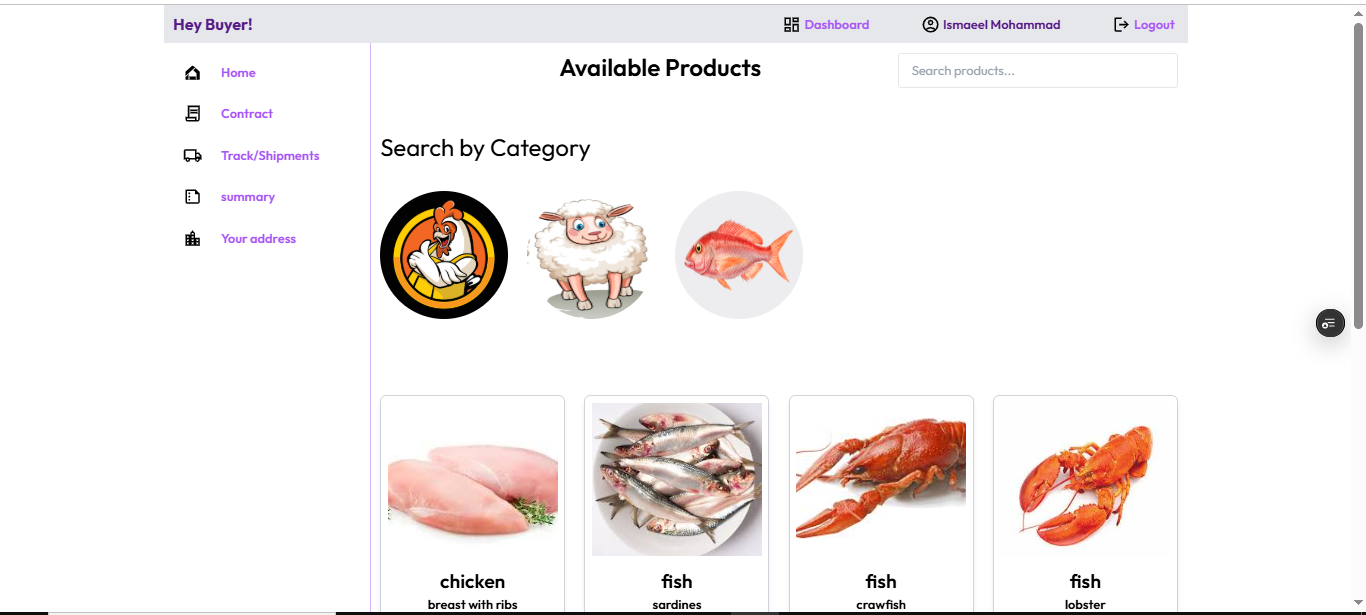 Hey Buyer!
Dashboard
Ismaeel Mohammad
Logout
Home
Contract
Track/Shipments
summary
Your address
Available Products
Search products...
Search by Category
chicken
breast with ribs
fish
sardines
fish
crawfish
fish
lobster